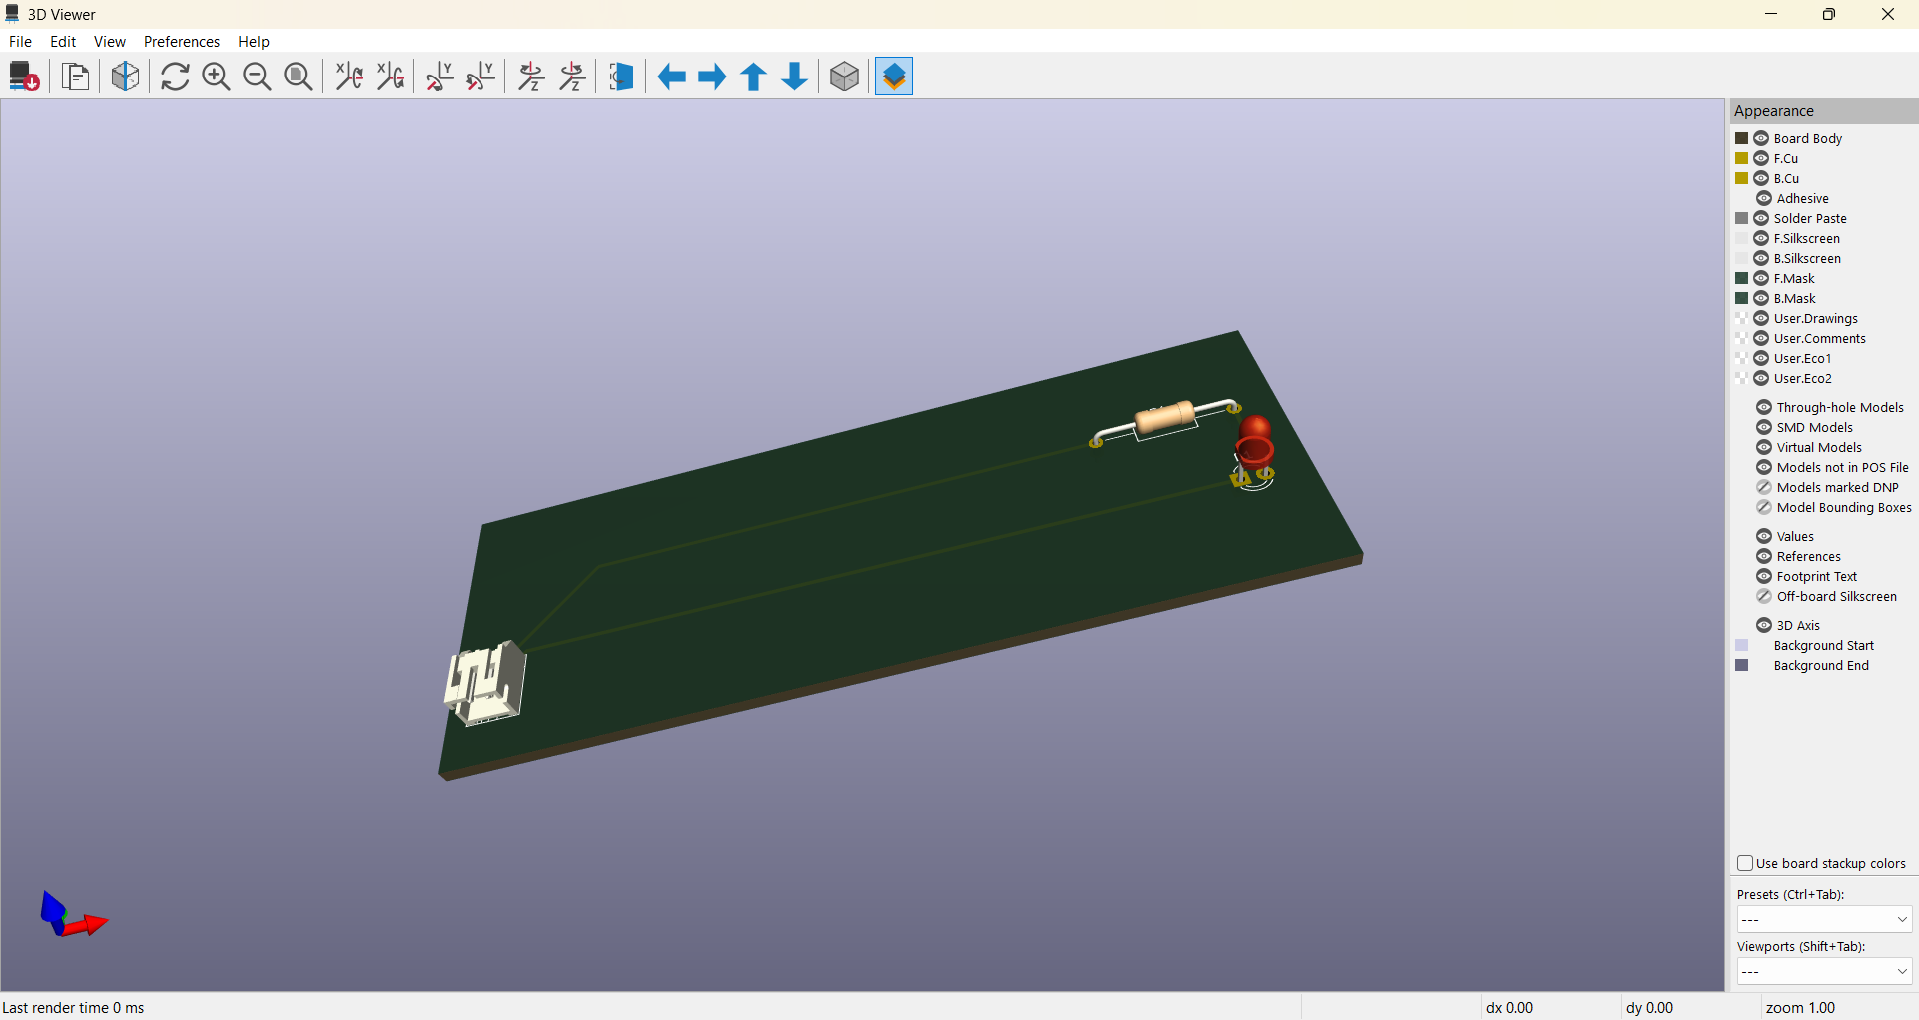 3D Viewer
File Edit View Preferences Help
Appearance
Board Body
F.Cu
B.Cu
Adhesive
Solder Paste
F.Silkscreen
B.Silkscreen
F.Mask
B.Mask
User.Drawings
User.Comments
User.Eco1
User.Eco2
Through-hole Models
SMD Models
Virtual Models
Models not in POS File
Models marked DNP
Model Bounding Boxes
Values
References
Footprint Text
Off-board Silkscreen
3D Axis
Background Start
Background End
Use board stackup colors
Presets (Ctrl+Tab):
---
Viewports (Shift+Tab):
---
Last render time 0 ms dx 0.00 dy 0.00 zoom 1.00